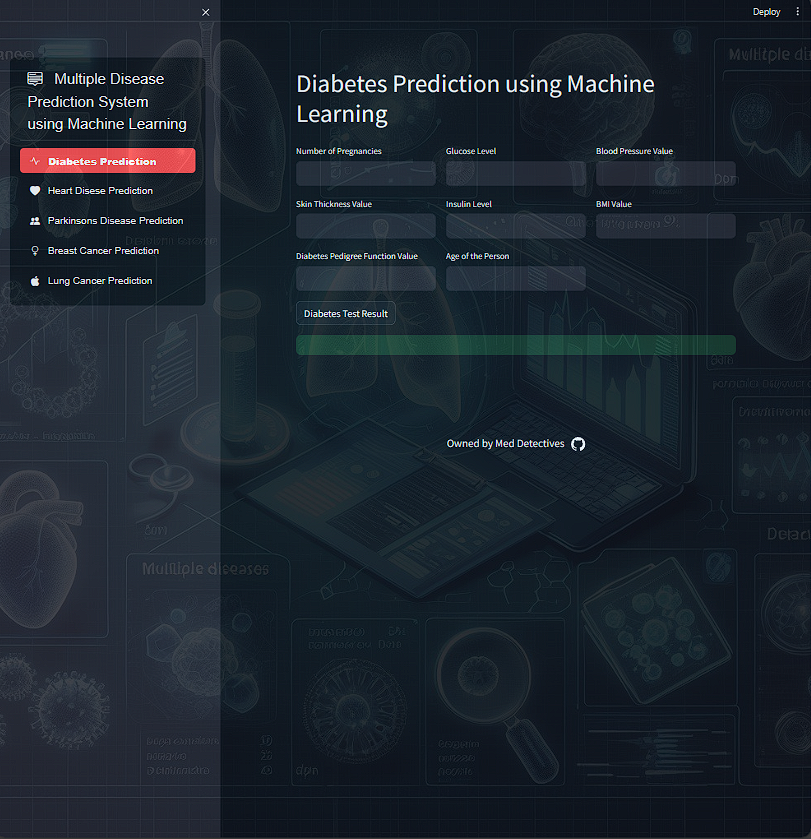 Deploy
Multiple Disease
Prediction System
using Machine Learning
Diabetes Prediction
Heart Disese Prediction
Parkinsons Disease Prediction
Breast Cancer Prediction
Lung Cancer Prediction
Diabetes Prediction using Machine
Learning
Number of Pregnancies
Glucose Level
Blood Pressure Value
Skin Thickness Value
Insulin Level
BMI Value
Diabetes Pedigree Function Value
Age of the Person
Diabetes Test Result
Owned by Med Detectives
Multliple diseases